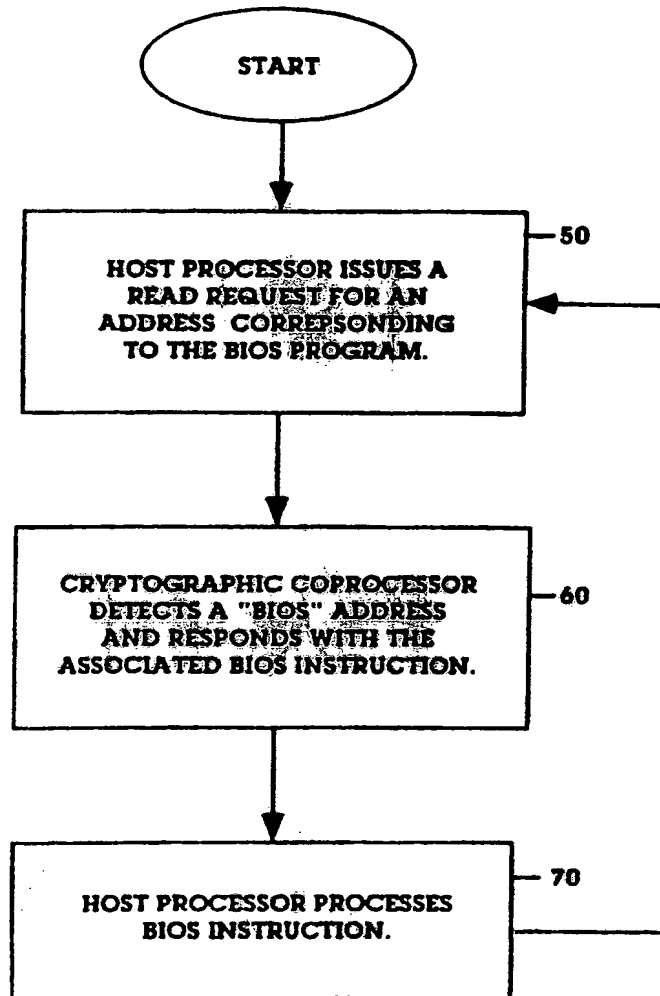 START
50
HOST PROCESSOR ISSUES A
READ REQUEST FOR AN
ADDRESS CORREPSONDING
TO THE BIOS PROGRAM.
CRYPTOGRAPHIC COPROCESSOR
60
DETECTS A "BIOS" ADDRESS
AND RESPONDS WITH THE
ASSOCIATED BIOS INSTRUCTION.
70
HOST PROCESSOR PROCESSES
BIOS INSTRUCTION.